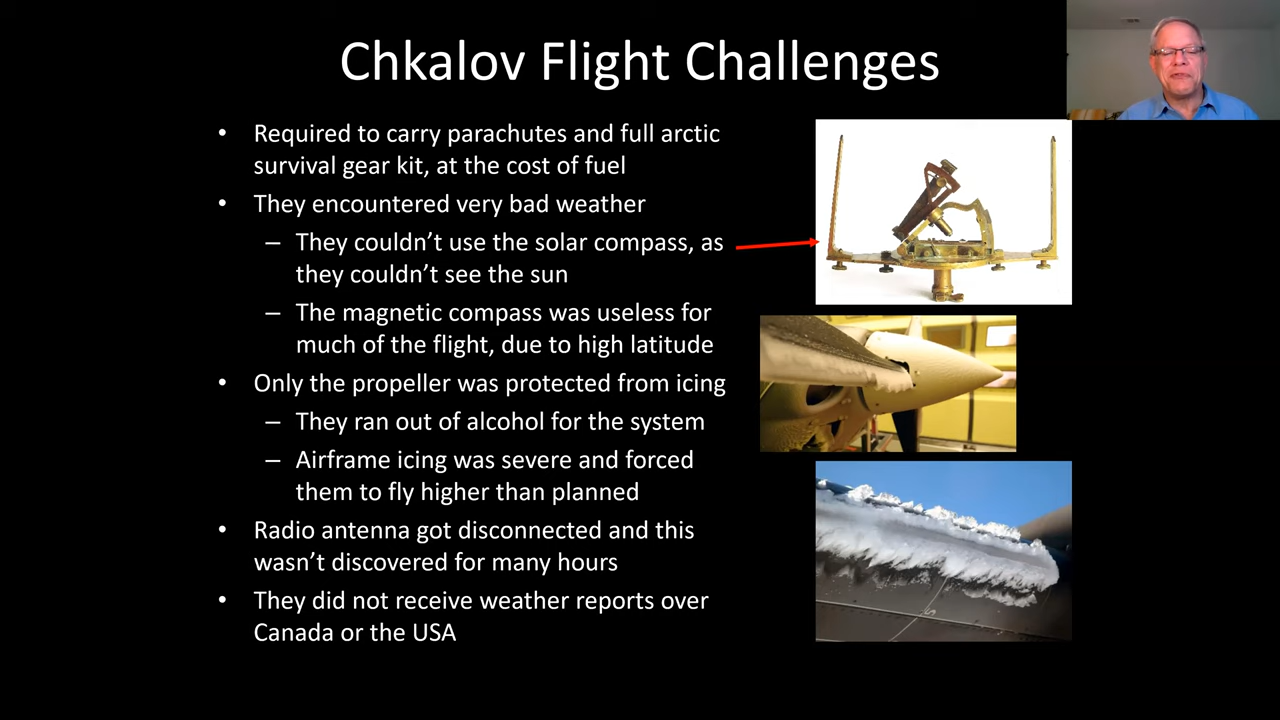 Chkalov Flight Challenges
• Required to carry parachutes and full arctic
survival gear kit, at the cost of fuel
• They encountered very bad weather
– They couldn’t use the solar compass, as
they couldn’t see the sun
– The magnetic compass was useless for
much of the flight, due to high latitude
• Only the propeller was protected from icing
– They ran out of alcohol for the system
– Airframe icing was severe and forced
them to fly higher than planned
• Radio antenna got disconnected and this
wasn’t discovered for many hours
• They did not receive weather reports over
Canada or the USA